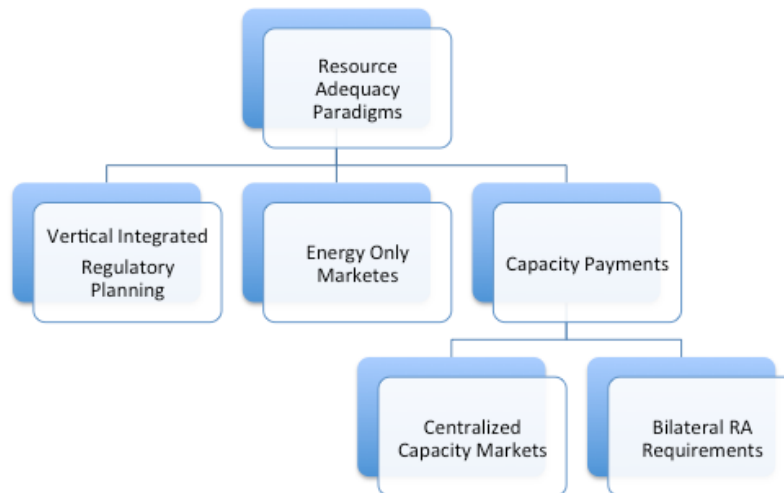 Resource
Adequacy
Paradigms
Vertical Integrated
Regulatory
Planning
Energy Only
Marketes
Capacity Payments
Centralized
Capacity Markets
Bilateral RA
Requirements